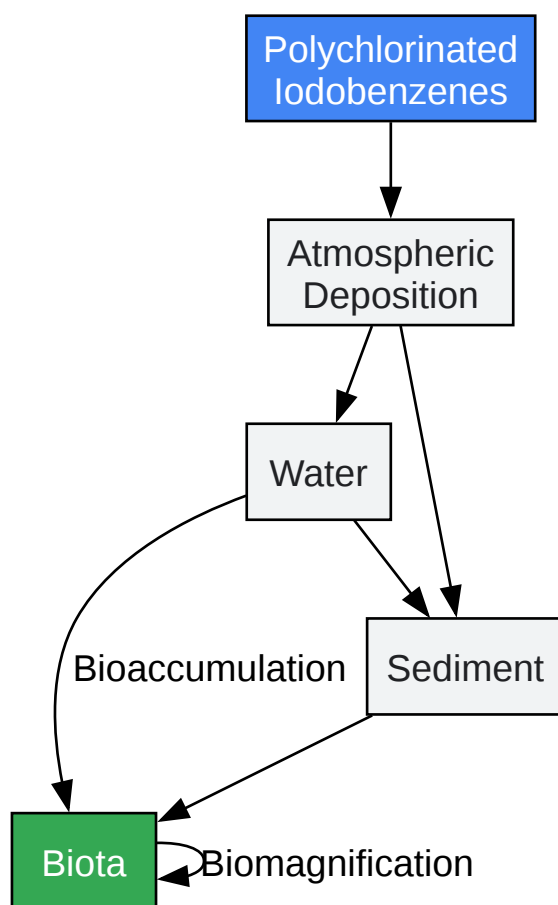 Polychlorinated
Iodobenzenes
Atmospheric
Deposition
Water
Bioaccumulation
Sediment
Biota
Biomagnification